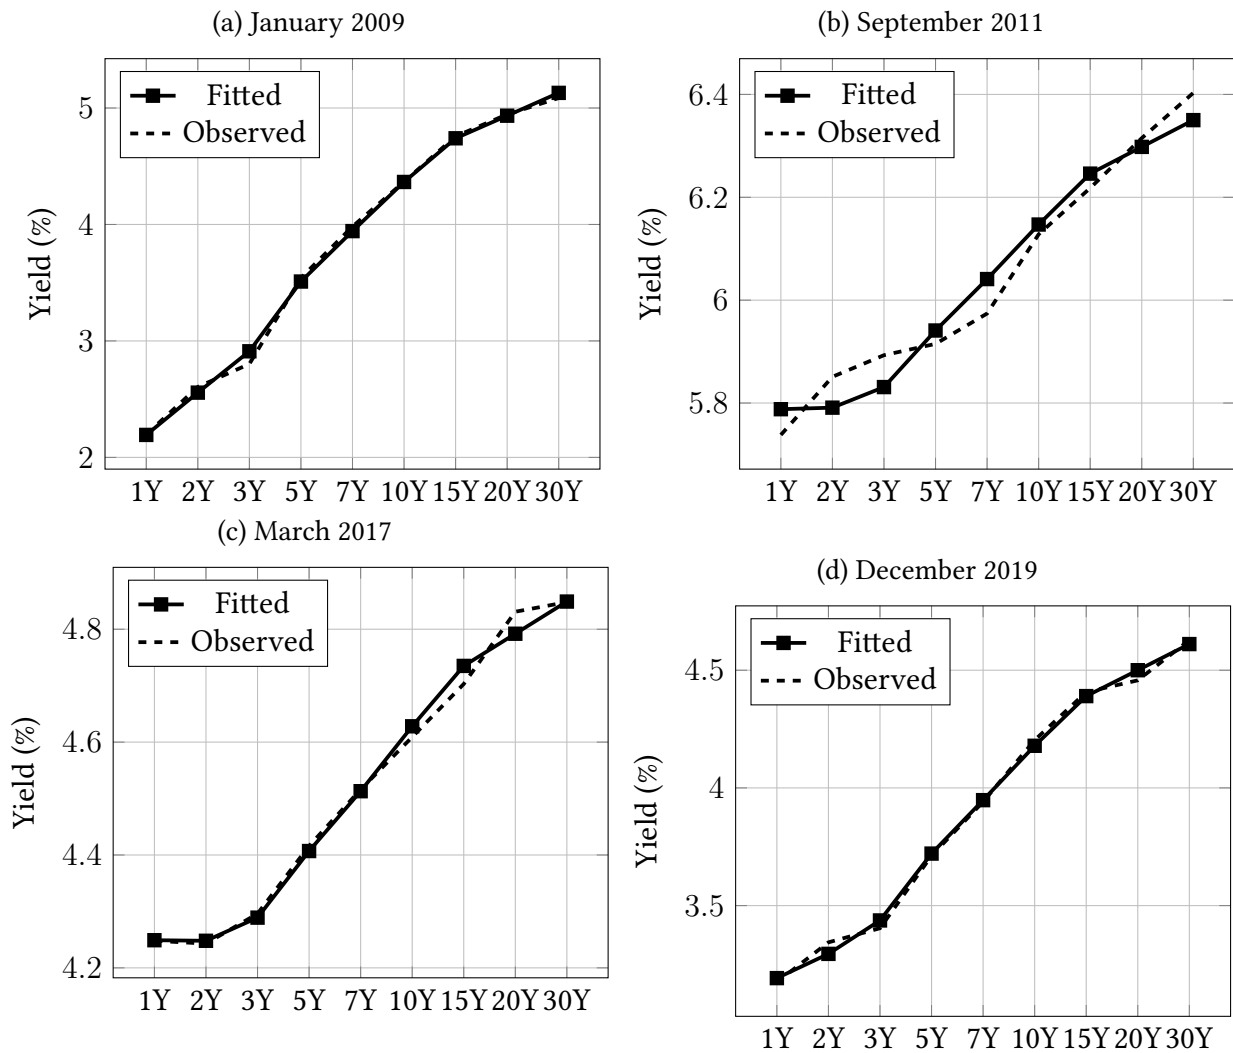 (a) January 2009
Fitted
Observed
Yield (%)
5
4
3
2
1Y 2Y 3Y 5Y 7Y 10Y 15Y 20Y 30Y
(b) September 2011
Fitted
Observed
Yield (%)
6.4
6.2
6
5.8
1Y 2Y 3Y 5Y 7Y 10Y 15Y 20Y 30Y
(c) March 2017
Fitted
Observed
Yield (%)
4.8
4.6
4.4
4.2
1Y 2Y 3Y 5Y 7Y 10Y 15Y 20Y 30Y
(d) December 2019
Fitted
Observed
Yield (%)
4.5
4
3.5
1Y 2Y 3Y 5Y 7Y 10Y 15Y 20Y 30Y